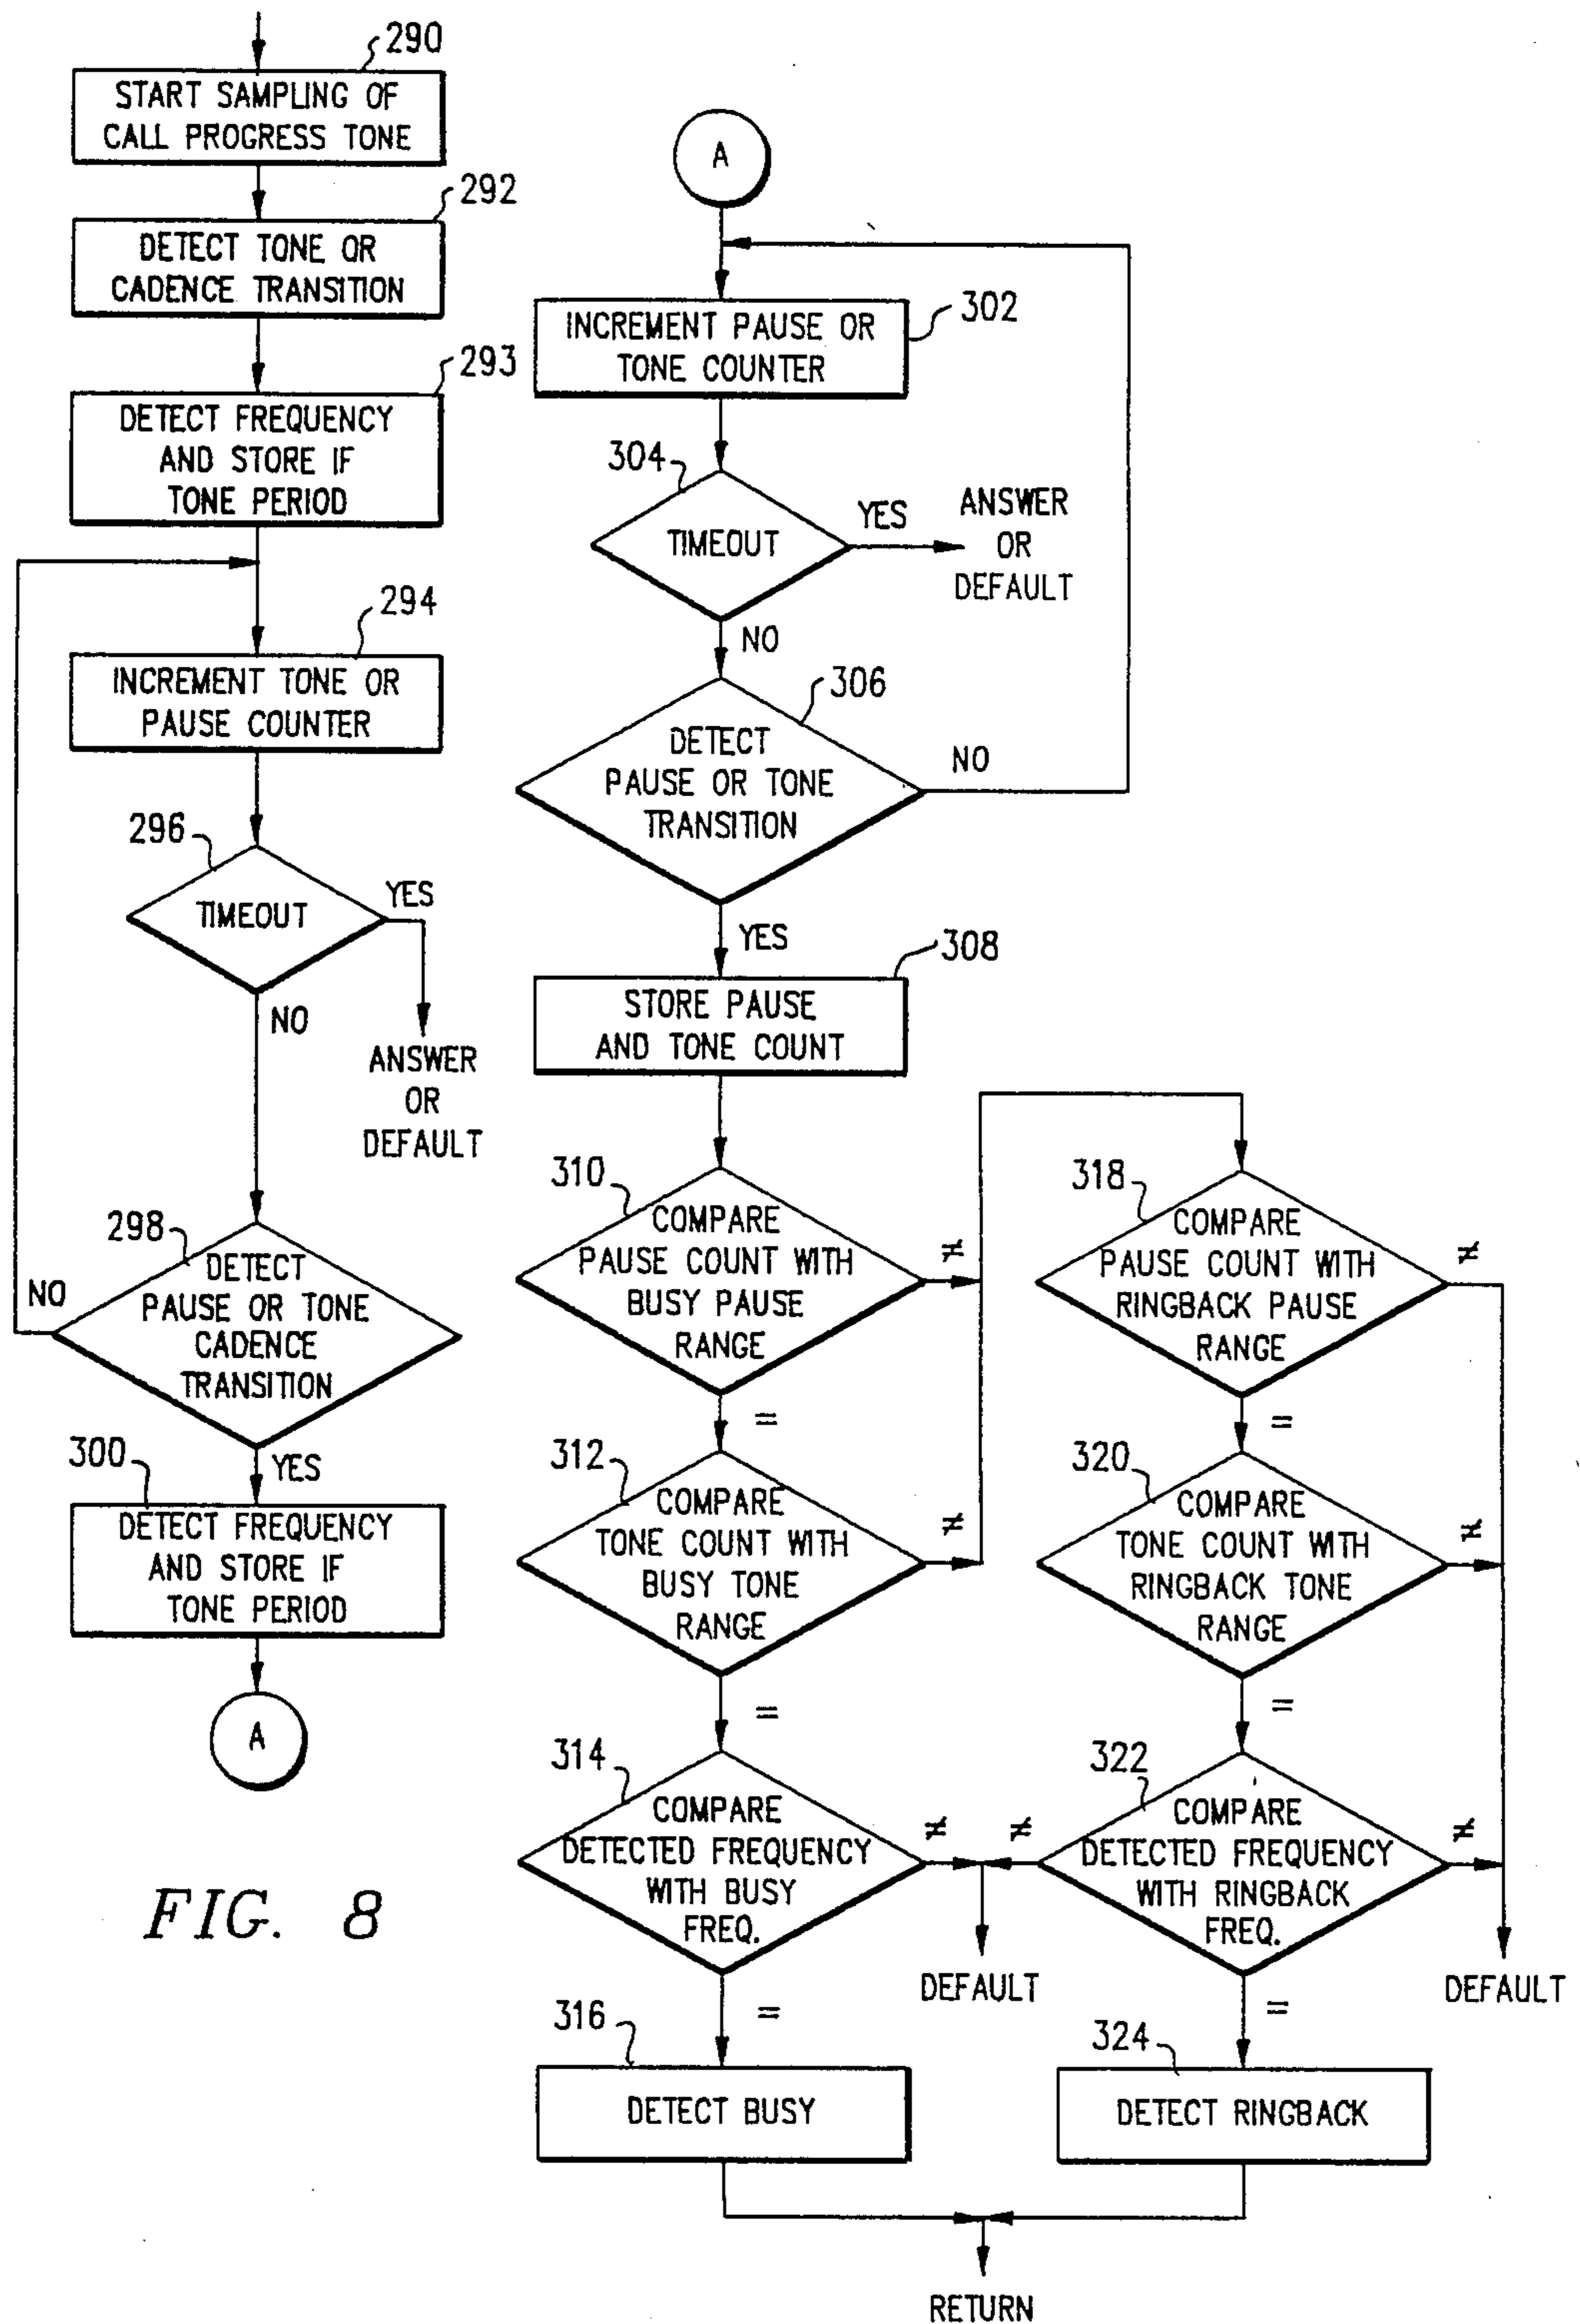 290
START SAMPLING OF
CALL PROGRESS TONE
292
DETECT TONE OR
CADENCE TRANSITION
293
DETECT FREQUENCY
AND STORE IF
TONE PERIOD
294
INCREMENT TONE OR
PAUSE COUNTER
296
TIMEOUT
YES
NO
ANSWER
OR
DEFAULT
298
DETECT
PAUSE OR TONE
CADENCE
TRANSITION
NO
YES
300
DETECT FREQUENCY
AND STORE IF
TONE PERIOD
A
FIG. 8
A
302
INCREMENT PAUSE OR
TONE COUNTER
304
TIMEOUT
YES
ANSWER
OR
DEFAULT
NO
306
DETECT
PAUSE OR TONE
TRANSITION
NO
YES
308
STORE PAUSE
AND TONE COUNT
310
COMPARE
PAUSE COUNT WITH
BUSY PAUSE
RANGE
≠
=
312
COMPARE
TONE COUNT WITH
BUSY TONE
RANGE
≠
=
314
COMPARE
DETECTED FREQUENCY
WITH BUSY
FREQ.
≠
=
DEFAULT
316
DETECT BUSY
318
COMPARE
PAUSE COUNT WITH
RINGBACK PAUSE
RANGE
≠
=
320
COMPARE
TONE COUNT WITH
RINGBACK TONE
RANGE
≠
=
322
COMPARE
DETECTED FREQUENCY
WITH RINGBACK
FREQ.
≠
≠
=
DEFAULT
324
DETECT RINGBACK
RETURN